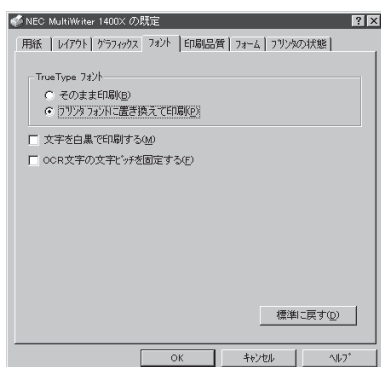 NEC MultiWriter 1400X の既定
用紙 レイアウト グラフィックス フォント 印刷品質 フォーム プリンタの状態
TrueType フォント
そのまま印刷(B)
プリンタ フォントに置き換えて印刷(P)
文字を白黒で印刷する(M)
OCR文字の文字ピッチを固定する(F)
標準に戻す(D)
OK キャンセル ヘルプ